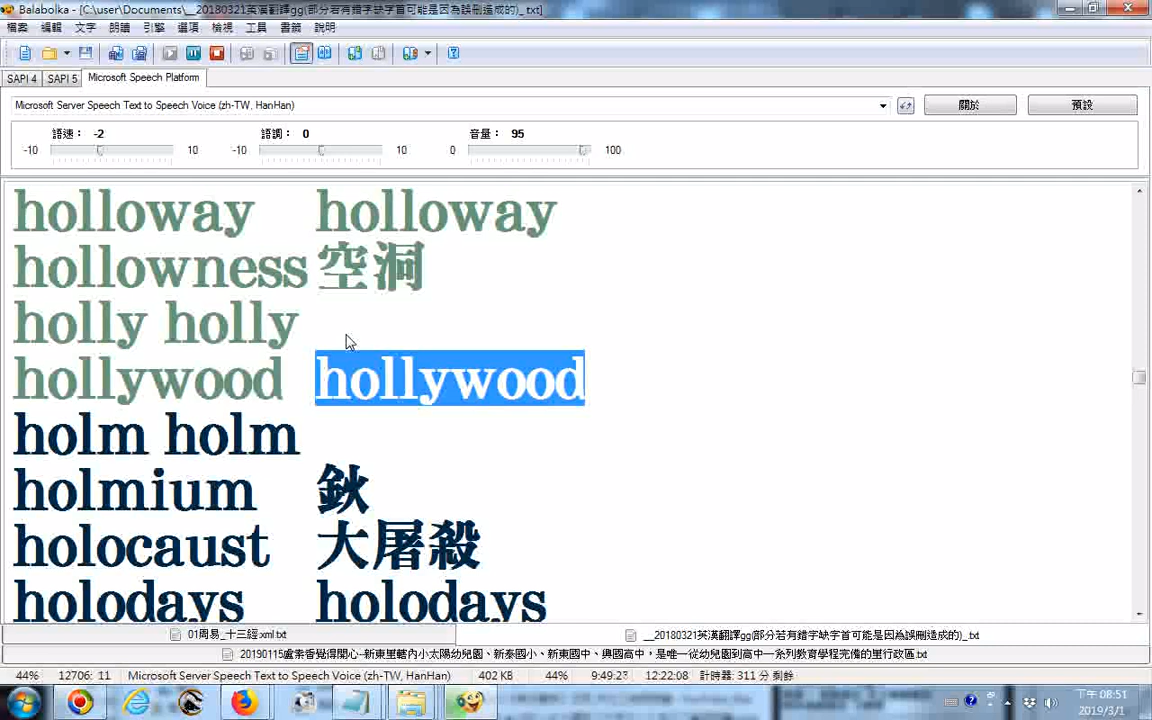 Balabolka - [C:\user\Documents\__20180321英漢翻譯gg(部分若有錯字缺字首可能是因為誤刪造成的)_.txt]
檔案 編輯 文字 朗讀 引擎 選項 檢視 工具 書籤 說明
SAPI 4 SAPI 5 Microsoft Speech Platform
Microsoft Server Speech Text to Speech Voice (zh-TW, HanHan) 關於 預設
語速： -2 語調： 0 音量： 95
-10 10 -10 10 0 100
holloway holloway
hollowness 空洞
holly holly
hollywood hollywood
holm holm
holmium 鈥
holocaust 大屠殺
holodays holodays
01周易_十三經.xml.txt __20180321英漢翻譯gg(部分若有錯字缺字首可能是因為誤刪造成的)_.txt
20190115盧素香覺得開心--新東里轄內小太陽幼兒園、新泰國小、新東國中、興國高中，是唯一從幼兒園到高中一系列教育學程完備的里行政區.txt
44% 12706: 11 Microsoft Server Speech Text to Speech Voice (zh-TW, HanHan) 402 KB 44% 9:49:23 12:22:08 計時器: 311 分 剩餘
下午 08:51
2019/3/1